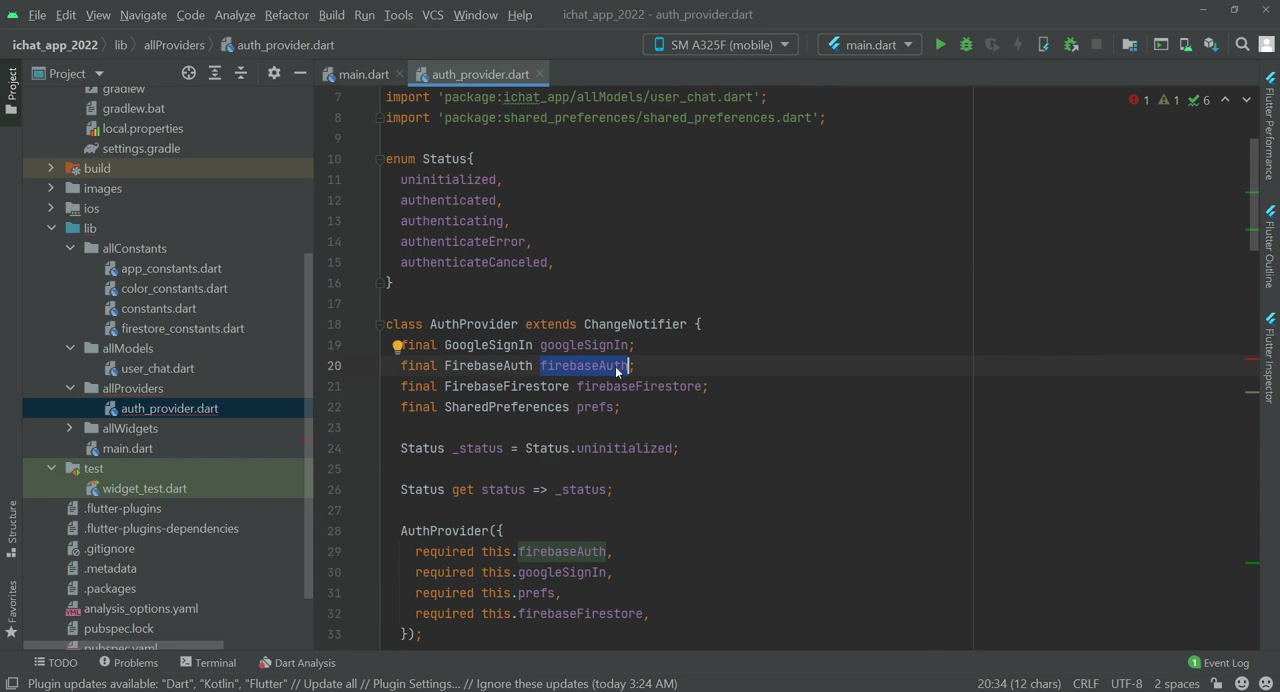 File Edit View Navigate Code Analyze Refactor Build Run Tools VCS Window Help ichat_app_2022 - auth_provider.dart
ichat_app_2022 lib allProviders auth_provider.dart SM A325F (mobile) main.dart
Project main.dart auth_provider.dart
Project
Structure
Favorites
gradlew
gradlew.bat
local.properties
settings.gradle
build
images
ios
lib
allConstants
app_constants.dart
color_constants.dart
constants.dart
firestore_constants.dart
allModels
user_chat.dart
allProviders
auth_provider.dart
allWidgets
main.dart
test
widget_test.dart
.flutter-plugins
.flutter-plugins-dependencies
.gitignore
.metadata
.packages
analysis_options.yaml
pubspec.lock
pubspec.yaml
1 1 6
7 import 'package:ichat_app/allModels/user_chat.dart';
8 import 'package:shared_preferences/shared_preferences.dart';
9
10 enum Status{
11 uninitialized,
12 authenticated,
13 authenticating,
14 authenticateError,
15 authenticateCanceled,
16 }
17
18 class AuthProvider extends ChangeNotifier {
19 final GoogleSignIn googleSignIn;
20 final FirebaseAuth firebaseAuth;
21 final FirebaseFirestore firebaseFirestore;
22 final SharedPreferences prefs;
23
24 Status _status = Status.uninitialized;
25
26 Status get status => _status;
27
28 AuthProvider({
29 required this.firebaseAuth,
30 required this.googleSignIn,
31 required this.prefs,
32 required this.firebaseFirestore,
33 });
Flutter Performance
Flutter Outline
Flutter Inspector
TODO Problems Terminal Dart Analysis 1 Event Log
Plugin updates available: "Dart", "Kotlin", "Flutter" // Update all // Plugin Settings... // Ignore these updates (today 3:24 AM) 20:34 (12 chars) CRLF UTF-8 2 spaces